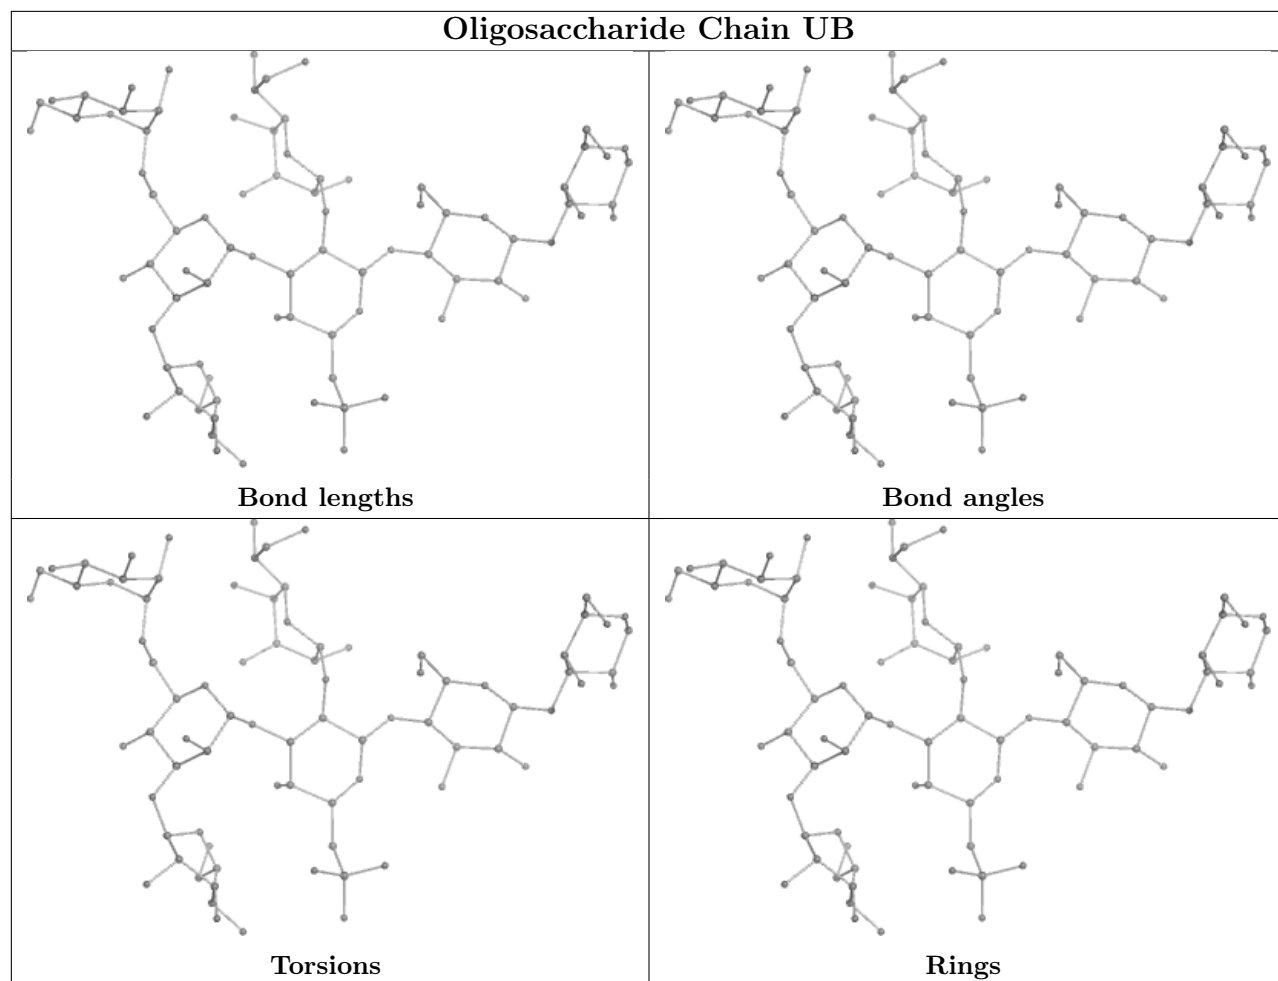 Oligosaccharide Chain UB
Bond lengths
Bond angles
Torsions
Rings